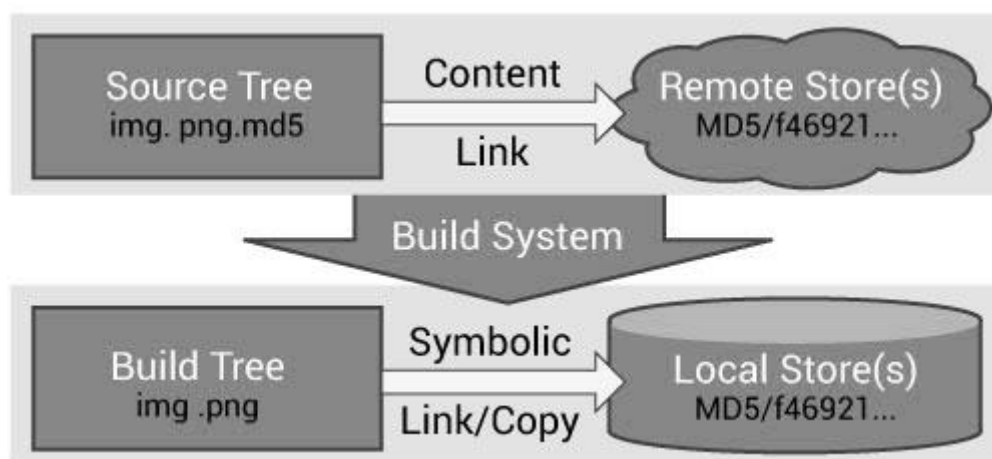 Source Tree
img. png.md5
Content
Link
Remote Store(s)
MD5/f46921...
Build System
Build Tree
img .png
Symbolic
Link/Copy
Local Store(s)
MD5/f46921...